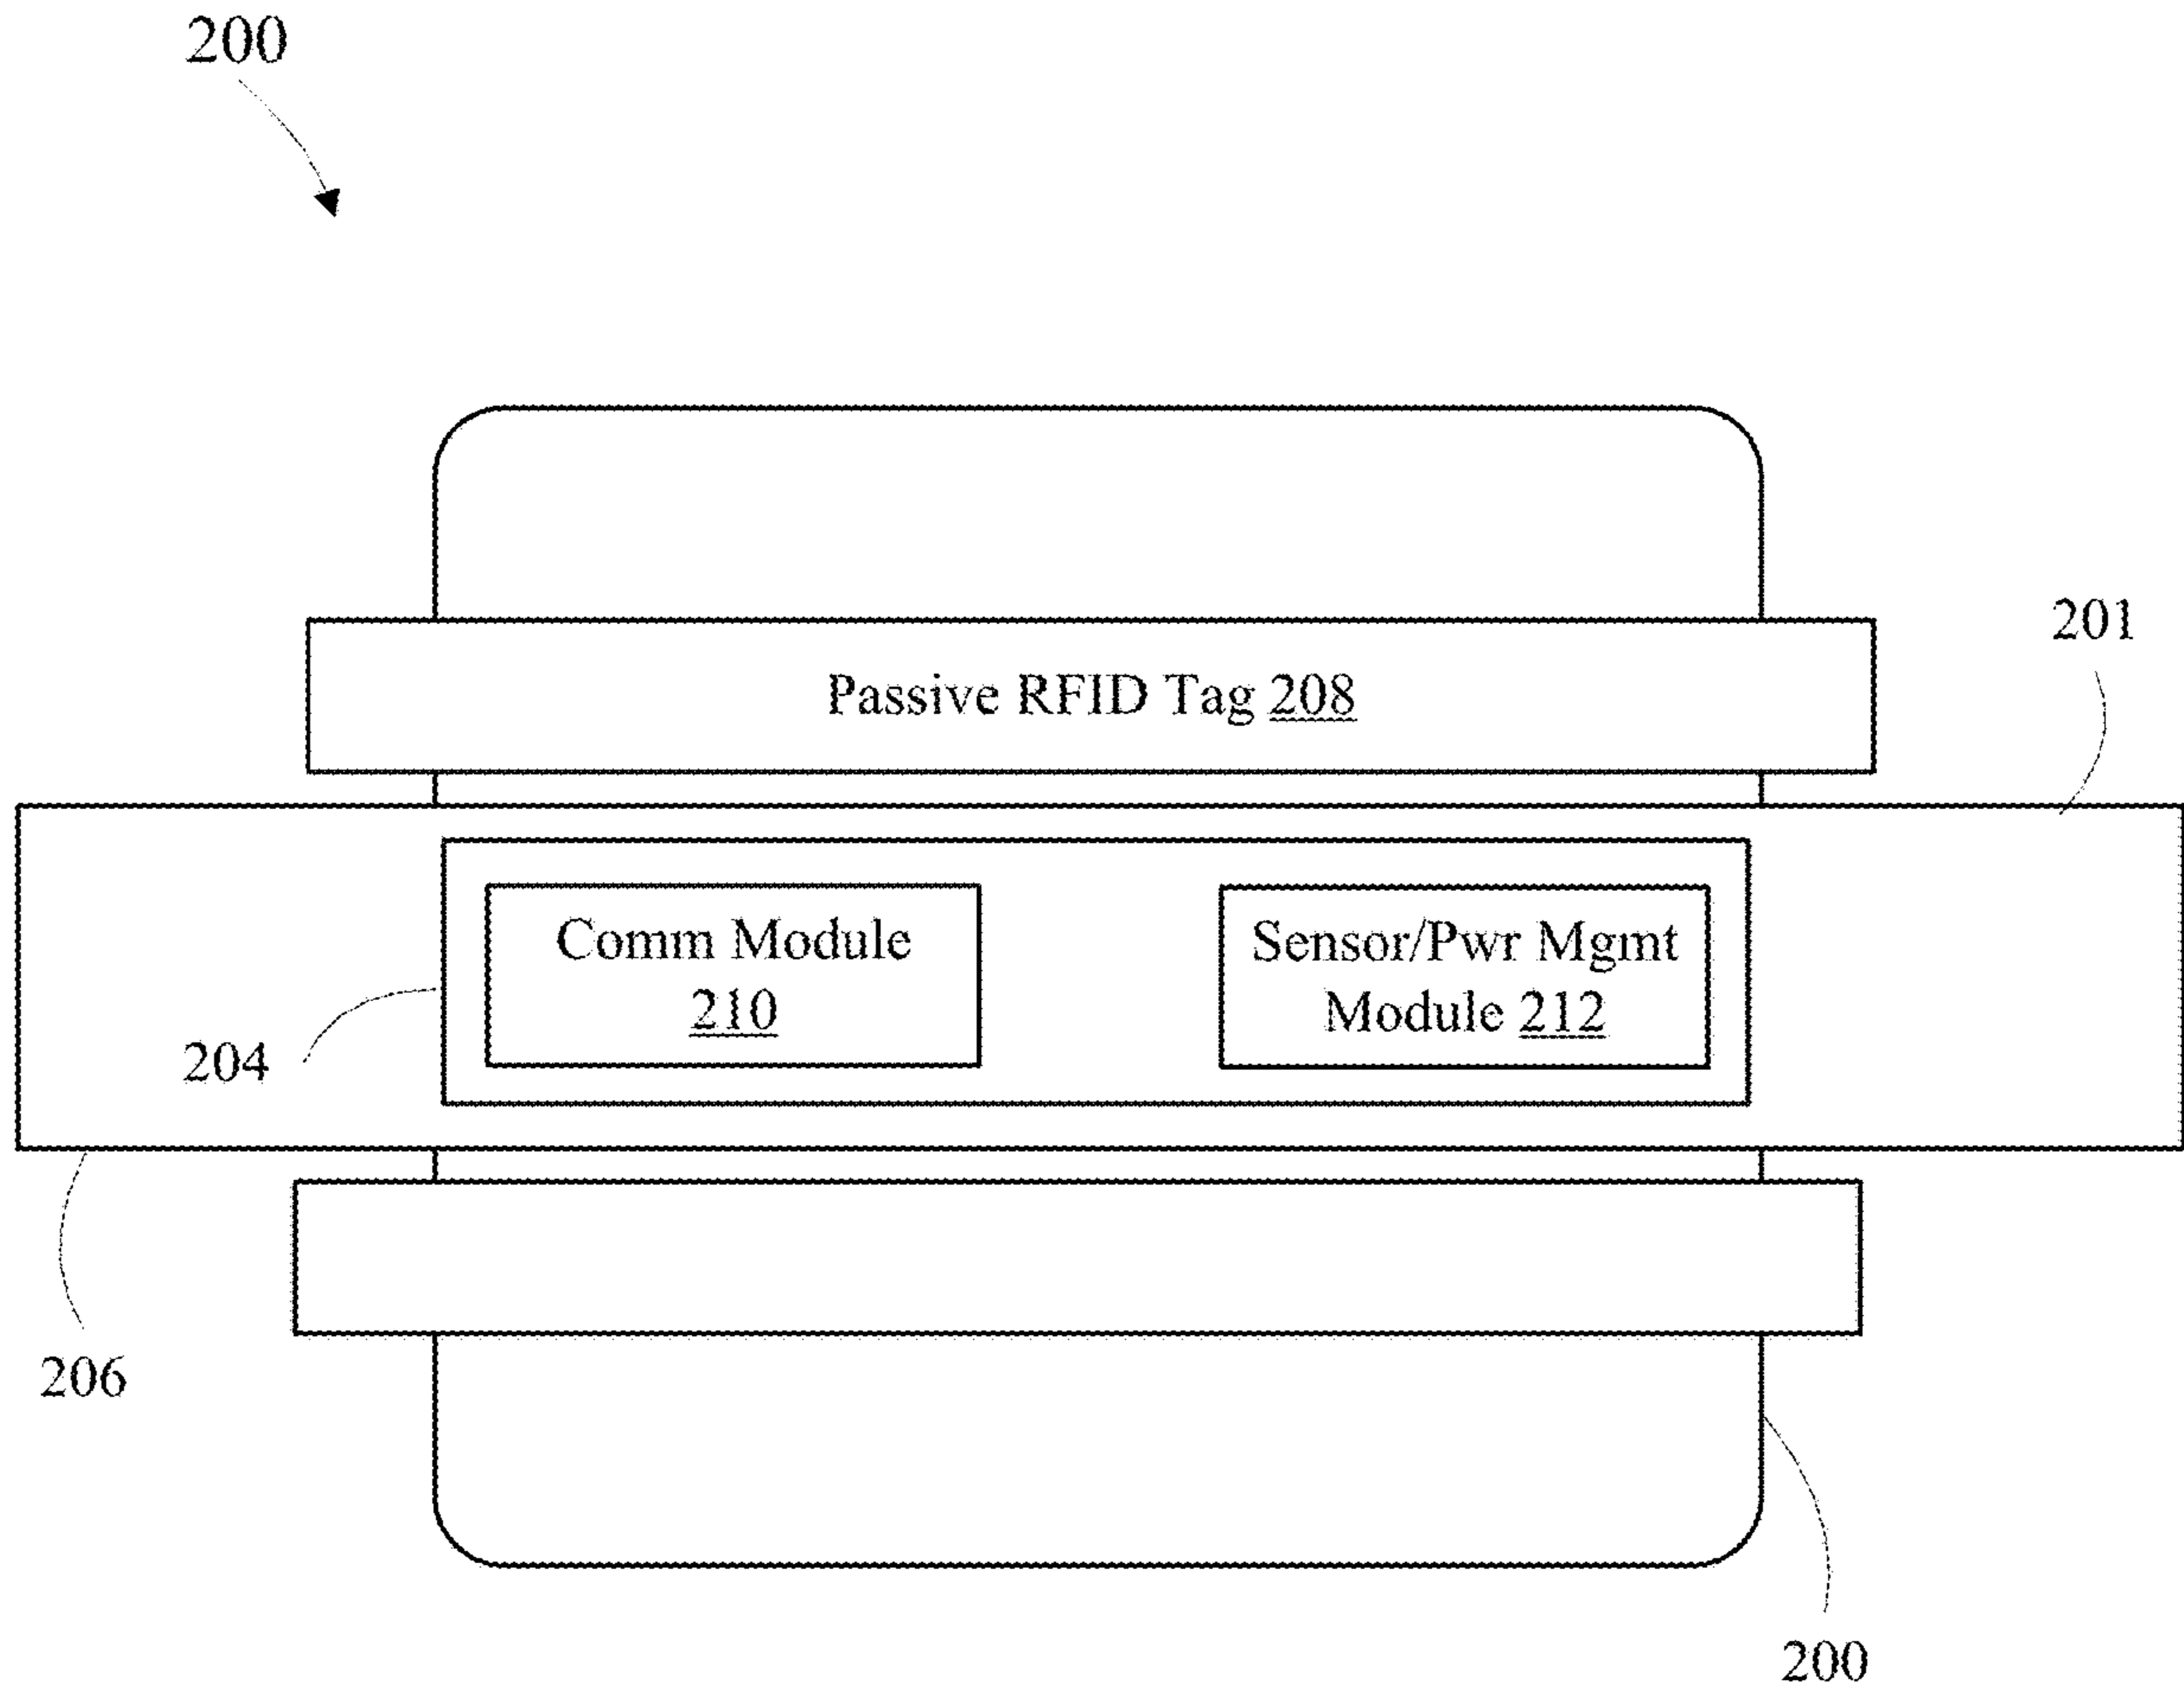 200
201
Passive RFID Tag 208
Comm Module
210
Sensor/Pwr Mgmt
Module 212
204
206
200